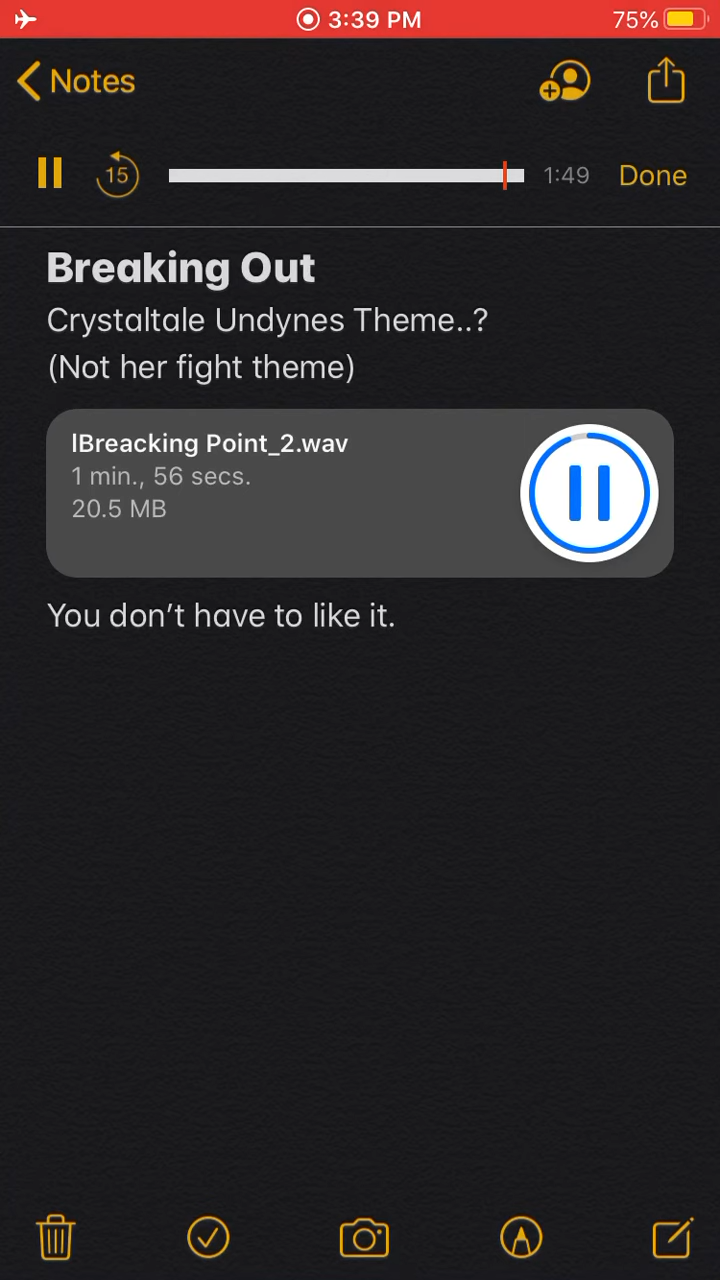 3:39 PM
75%
Notes
15
1:49
Done
Breaking Out
Crystaltale Undynes Theme..?
(Not her fight theme)
lBreacking Point_2.wav
1 min., 56 secs.
20.5 MB
You don't have to like it.